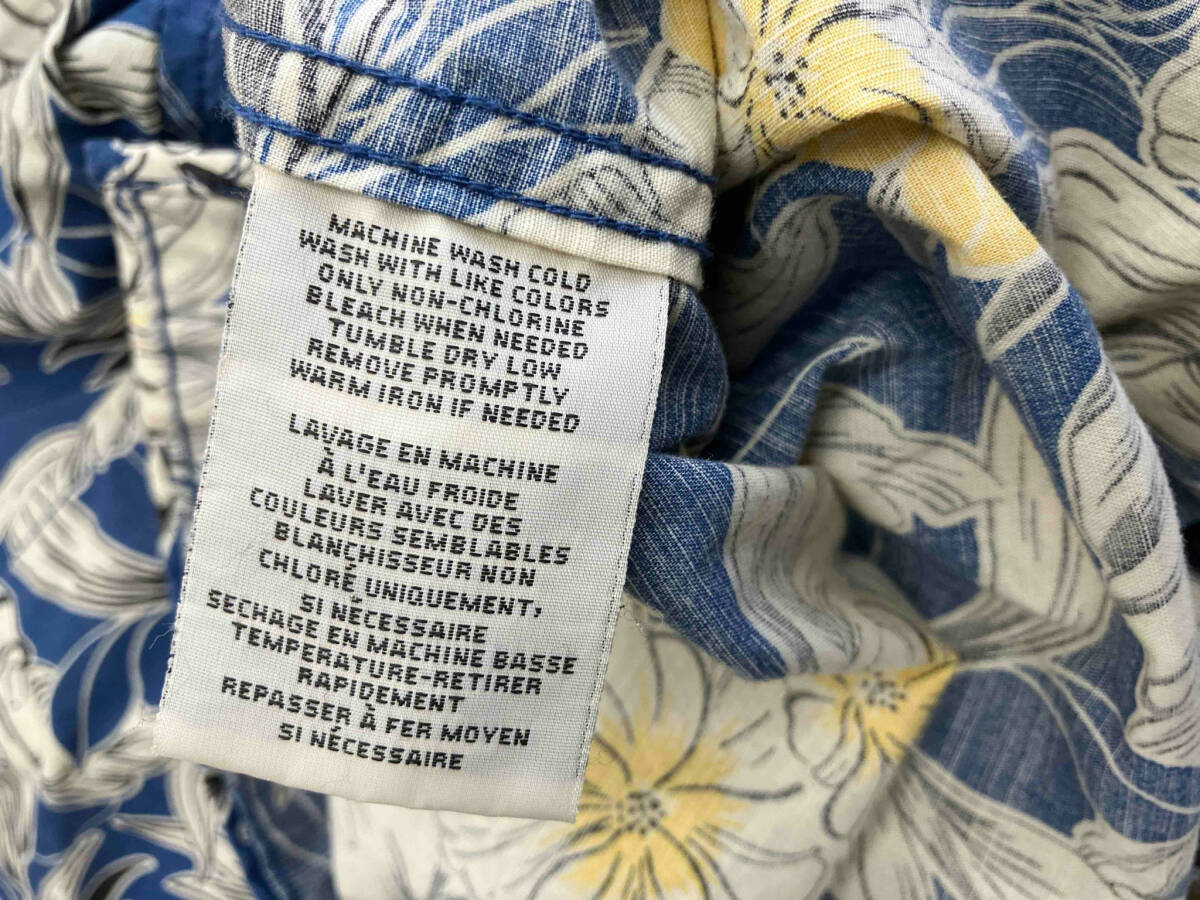 MACHINE WASH COLD
WASH WITH LIKE COLORS
ONLY NON-CHLORINE
BLEACH WHEN NEEDED
TUMBLE DRY LOW
REMOVE PROMPTLY
WARM IRON IF NEEDED
LAVAGE EN MACHINE
À L'EAU FROIDE
LAVER AVEC DES
COULEURS SEMBLABLES
BLANCHISSEUR NON
CHLORÉ UNIQUEMENT,
SI NÉCESSAIRE
SECHAGE EN MACHINE BASSE
TEMPERATURE-RETIRER
RAPIDEMENT
REPASSER À FER MOYEN
SI NÉCESSAIRE